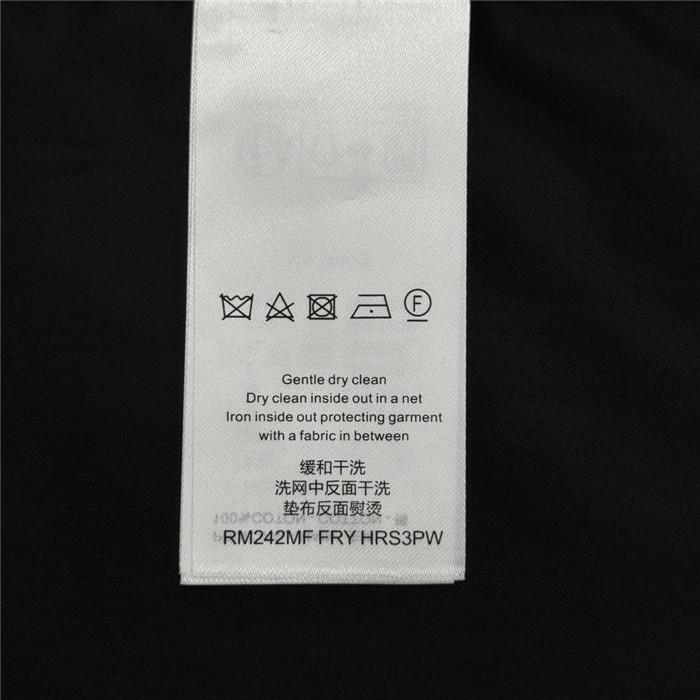 F
Gentle dry clean
Dry clean inside out in a net
Iron inside out protecting garment
with a fabric in between
缓和干洗
洗网中反面干洗
垫布反面熨烫
RM242MF FRY HRS3PW